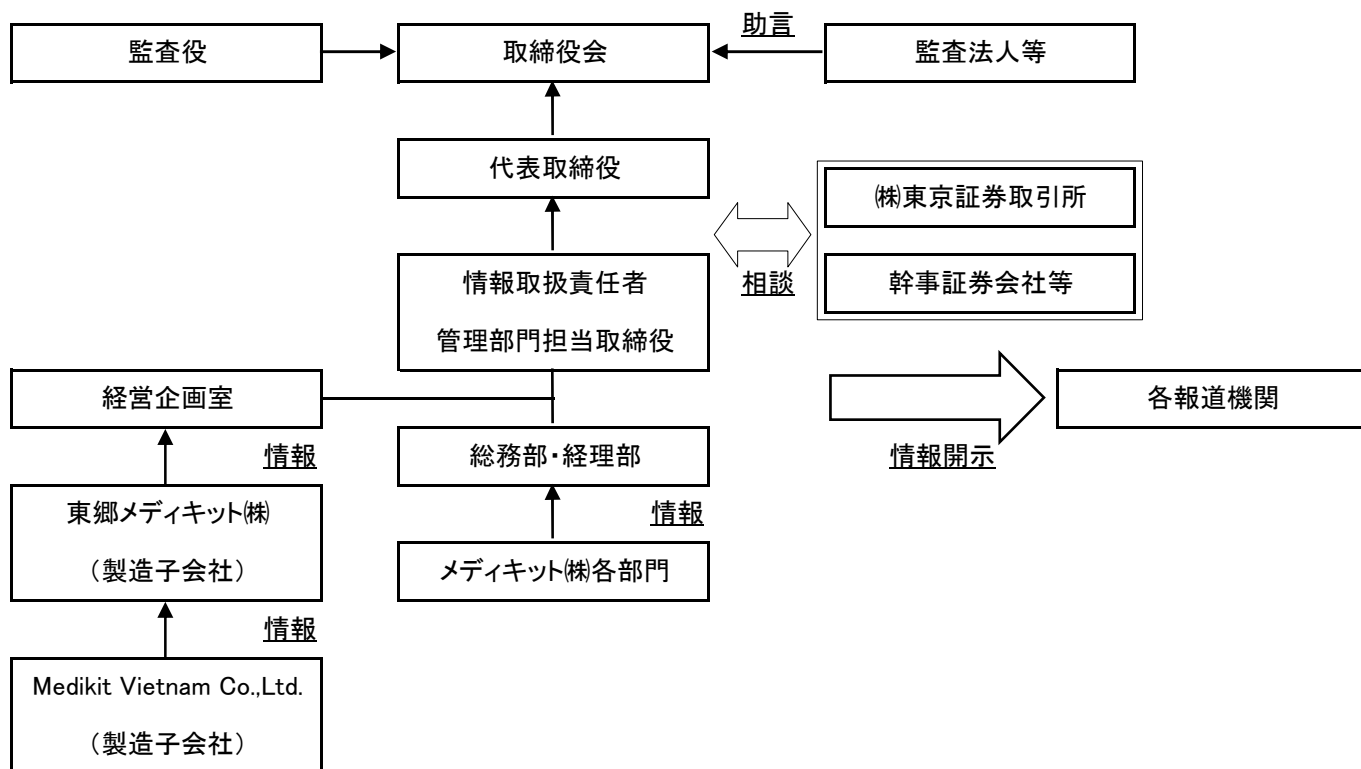 助言
監査役
取締役会
監査法人等
代表取締役
㈱東京証券取引所
情報取扱責任者
管理部門担当取締役
相談
幹事証券会社等
経営企画室
各報道機関
情報
総務部・経理部
情報開示
東郷メディキット㈱
（製造子会社）
情報
メディキット㈱各部門
情報
Medikit Vietnam Co.,Ltd.
（製造子会社）